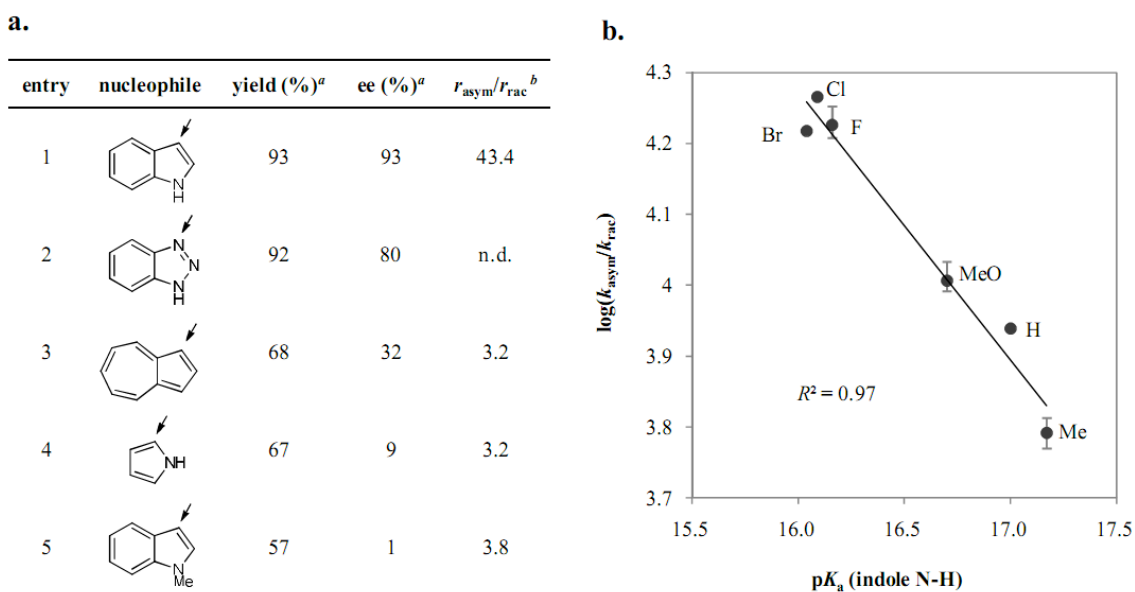 a.
entry nucleophile yield (%)a ee (%)a rasym/rrac b
N
H
1 93 93 43.4
N
N
N
H
2 92 80 n.d.
3 68 32 3.2
NH
4 67 9 3.2
N
Me
5 57 1 3.8
b.
log(kasym/krac)
4.3
4.2
4.1
4
3.9
3.8
3.7
Cl
Br
F
MeO
H
Me
R² = 0.97
15.5 16.0 16.5 17.0 17.5
pKa (indole N-H)